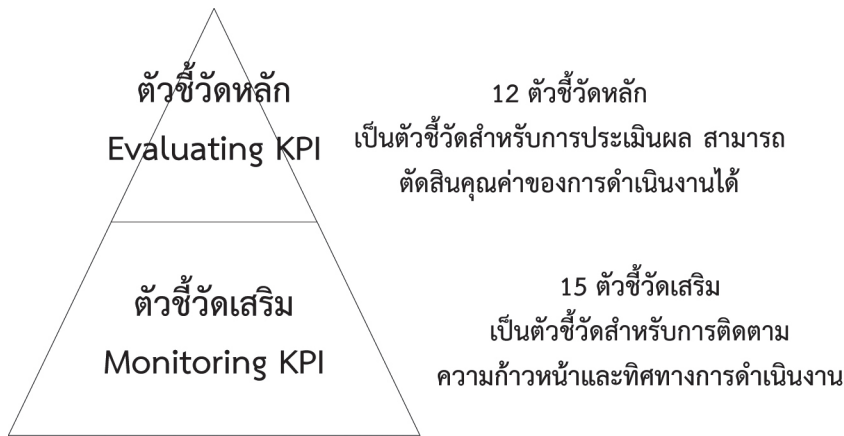 ตัวชี้วัดหลัก
Evaluating KPI
12 ตัวชี้วัดหลัก
เป็นตัวชี้วัดสำหรับการประเมินผล สามารถ
ตัดสินคุณค่าของการดำเนินงานได้
ตัวชี้วัดเสริม
Monitoring KPI
15 ตัวชี้วัดเสริม
เป็นตัวชี้วัดสำหรับการติดตาม
ความก้าวหน้าและทิศทางการดำเนินงาน